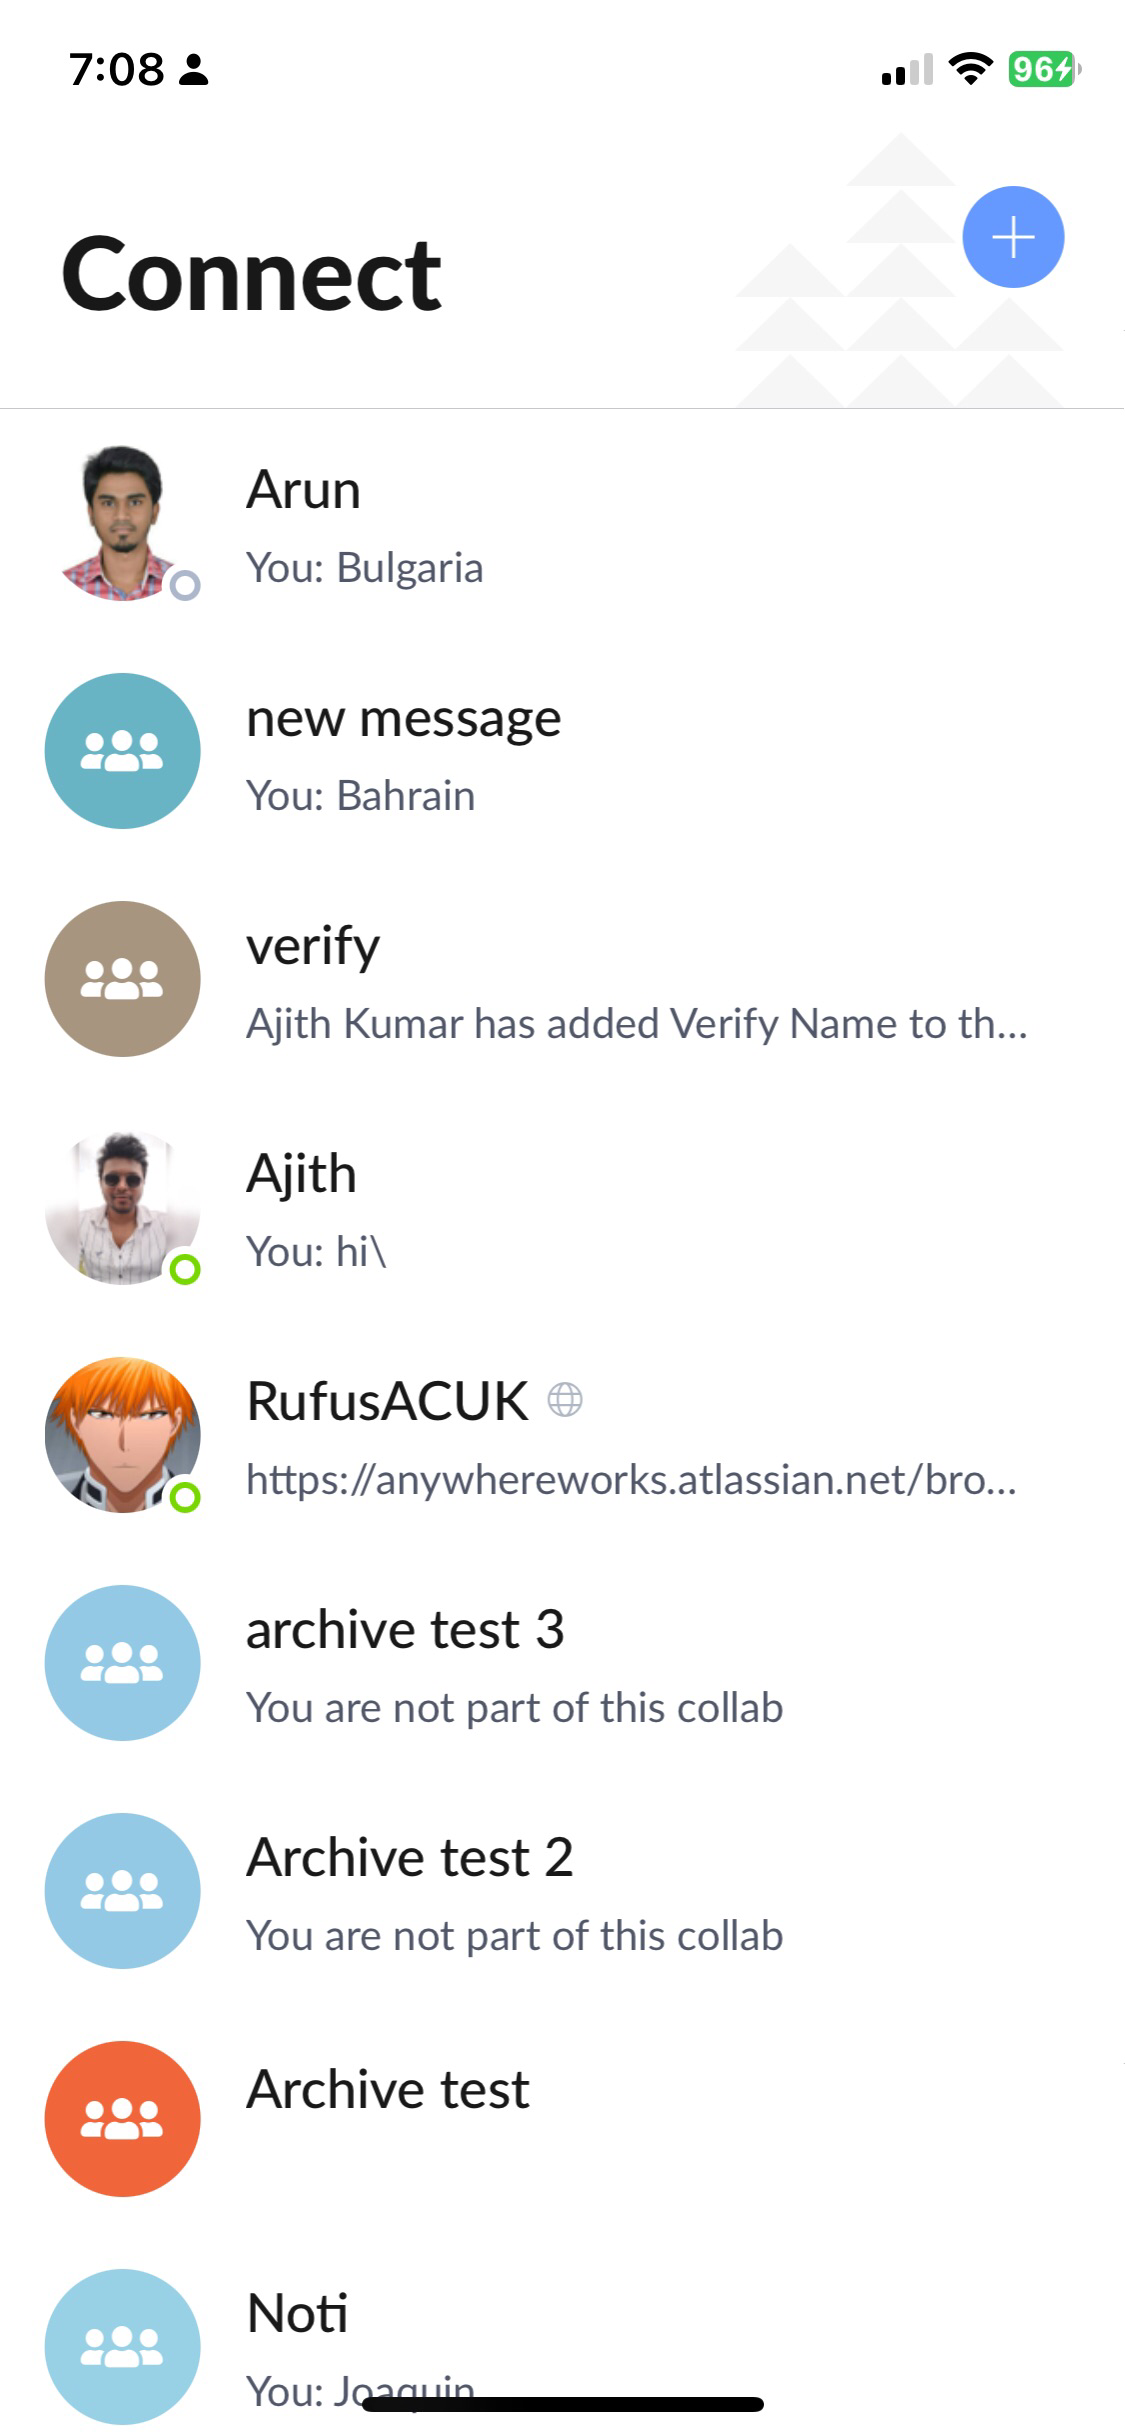 7:08
96
Connect
Arun
You: Bulgaria
new message
You: Bahrain
verify
Ajith Kumar has added Verify Name to th...
Ajith
You: hi\
RufusACUK
https://anywhereworks.atlassian.net/bro...
archive test 3
You are not part of this collab
Archive test 2
You are not part of this collab
Archive test
Noti
You: Joaquin